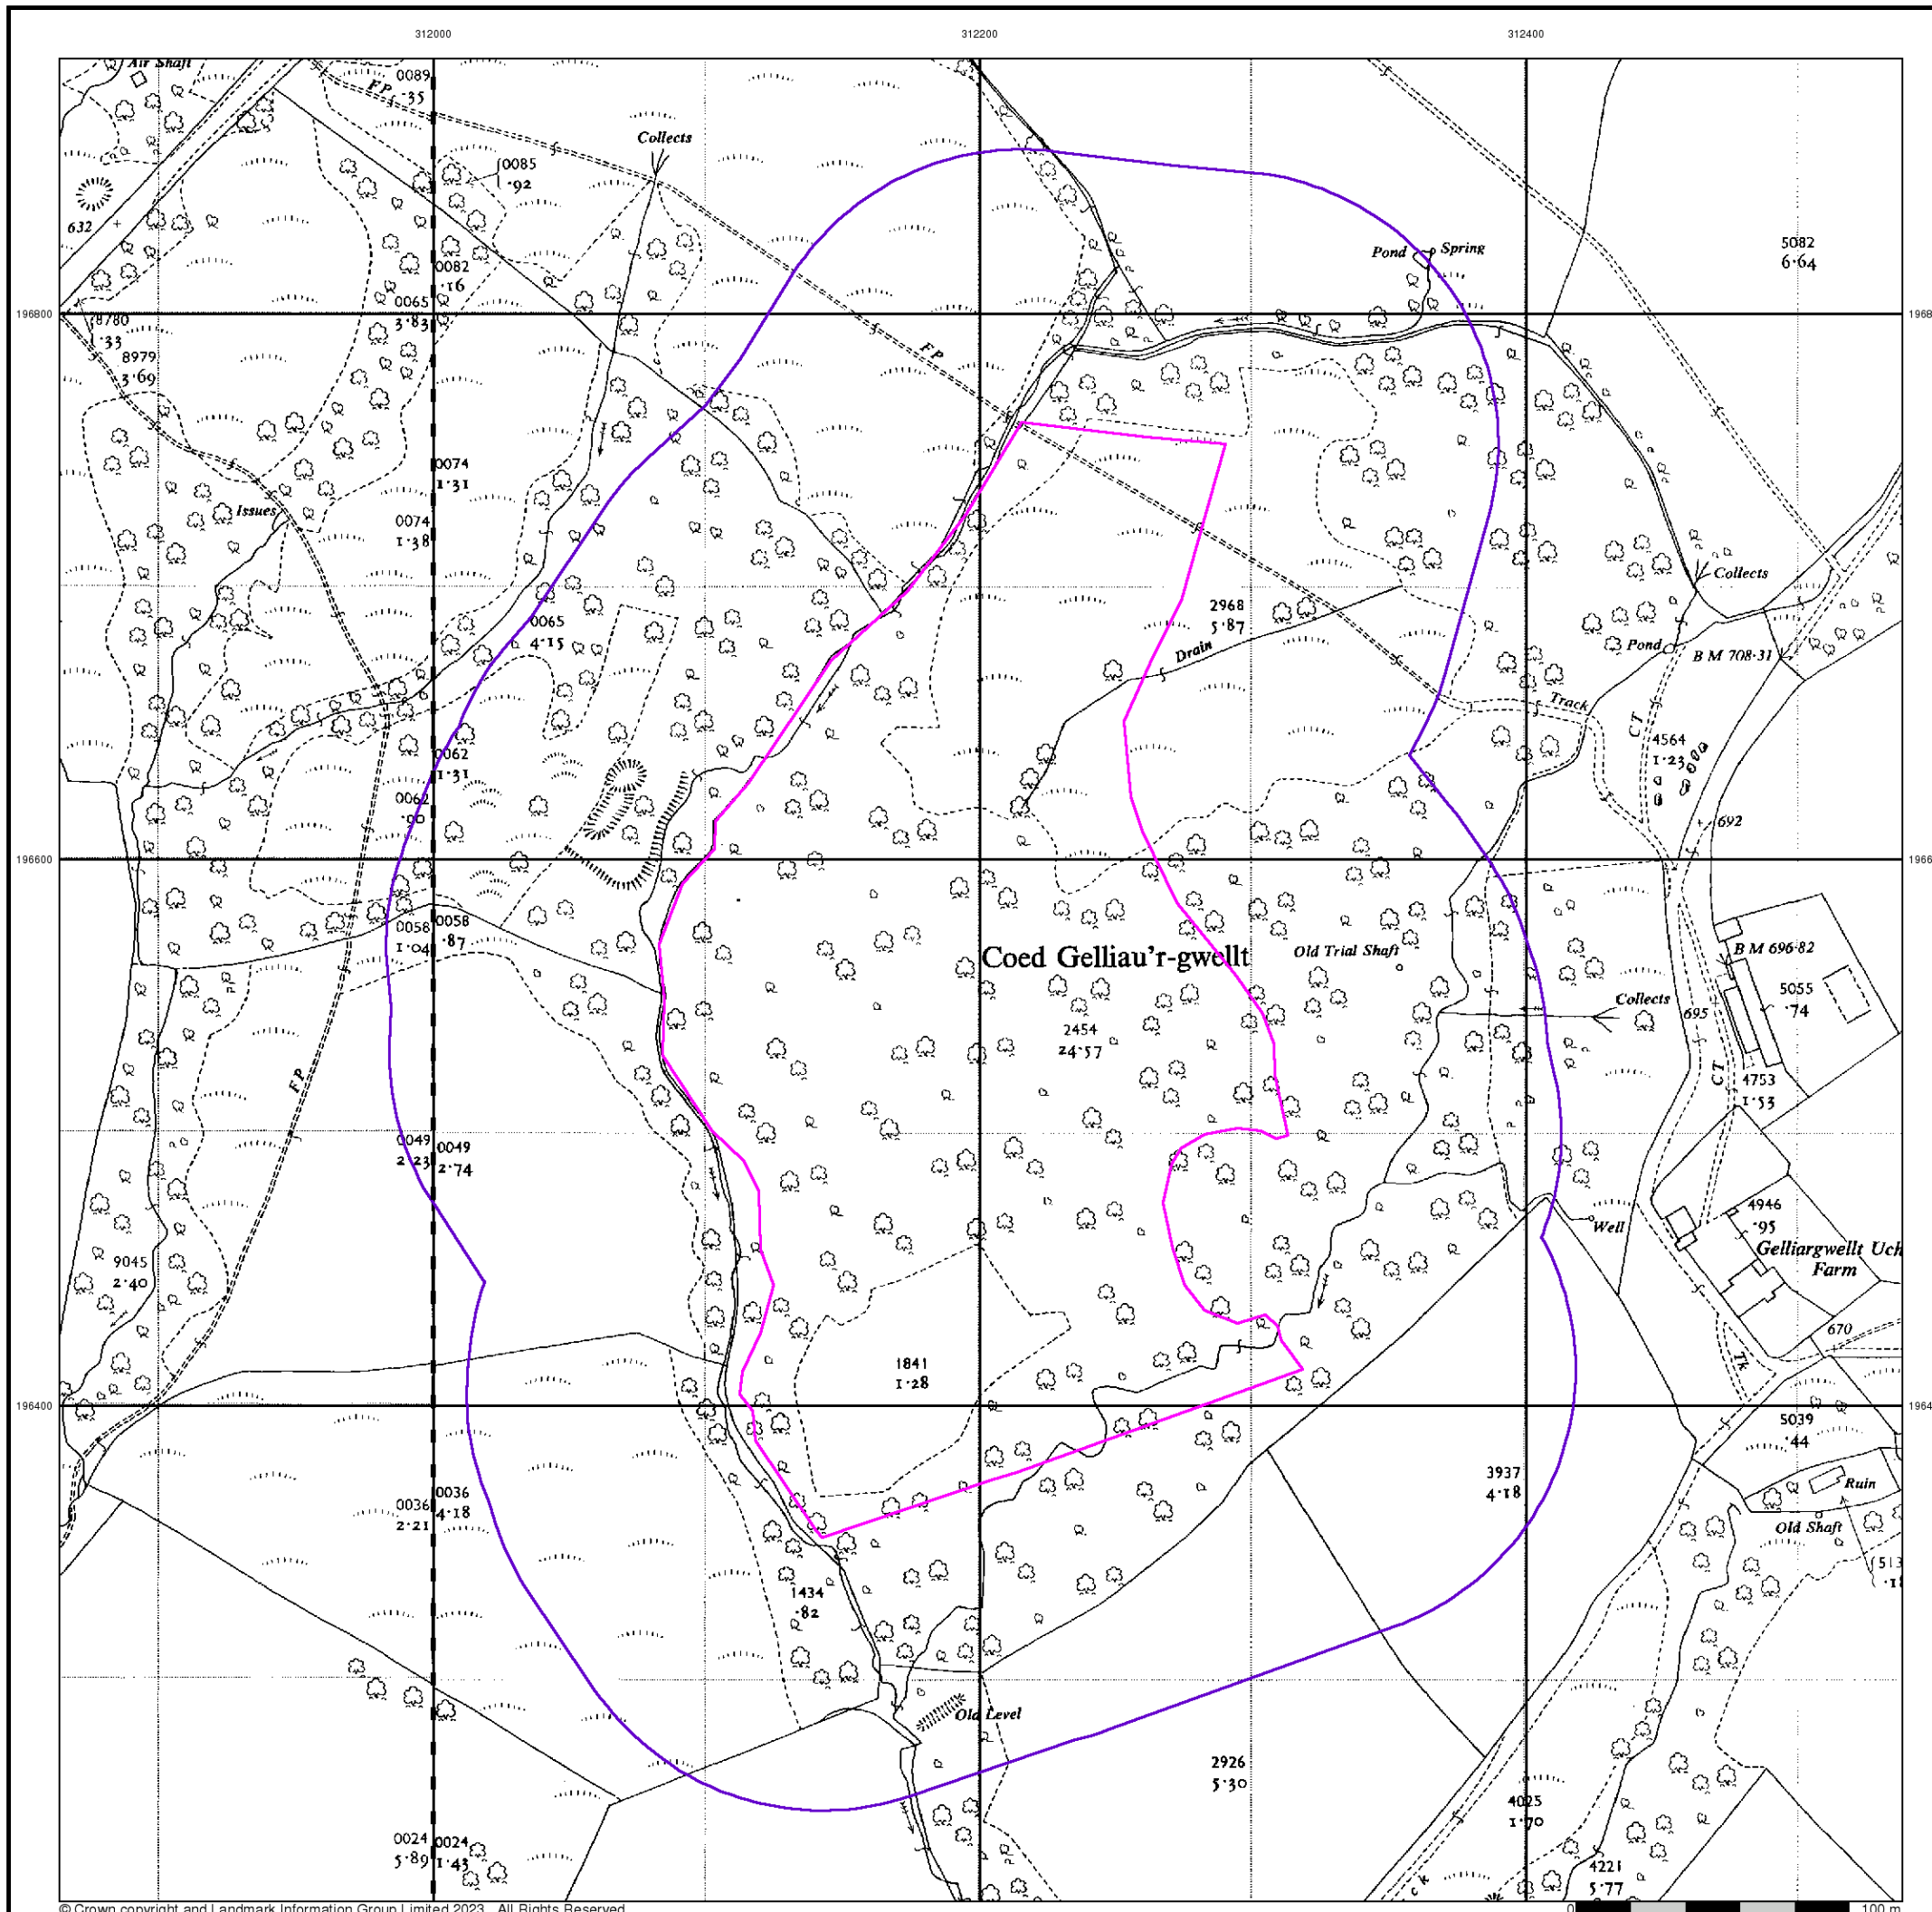 312000
312200
312400
Air Shaft
0089
·35
FP
Collects
0085
·92
632
5082
6·64
Pond
Spring
0082
·16
0065
3·83
196800
8780
·33
8979
3·69
FP
0074
1·31
Issues
0074
1·38
Collects
2968
5·87
0065
4·15
Drain
Pond
B M 708·31
Track
CT
4564
1·23
0062
1·31
0062
·90
692
196600
0058
·87
0058
1·04
Coed Gelliau'r-gwellt
Old Trial Shaft
B M 696·82
5055
·74
Collects
695
2454
24·57
FP
CT
4753
1·53
0049
2·23
0049
2·74
4946
·95
Well
Gelliargwellt Uch
Farm
9045
2·40
670
1841
1·28
Tk
196400
5039
·44
3937
4·18
Ruin
0036
4·18
0036
2·21
Old Shaft
1434
·82
Old Level
2926
5·30
4025
1·70
0024
5·89
0024
1·43
4221
5·77
ck
© Crown copyright and Landmark Information Group Limited 2023. All Rights Reserved.
0
100 m